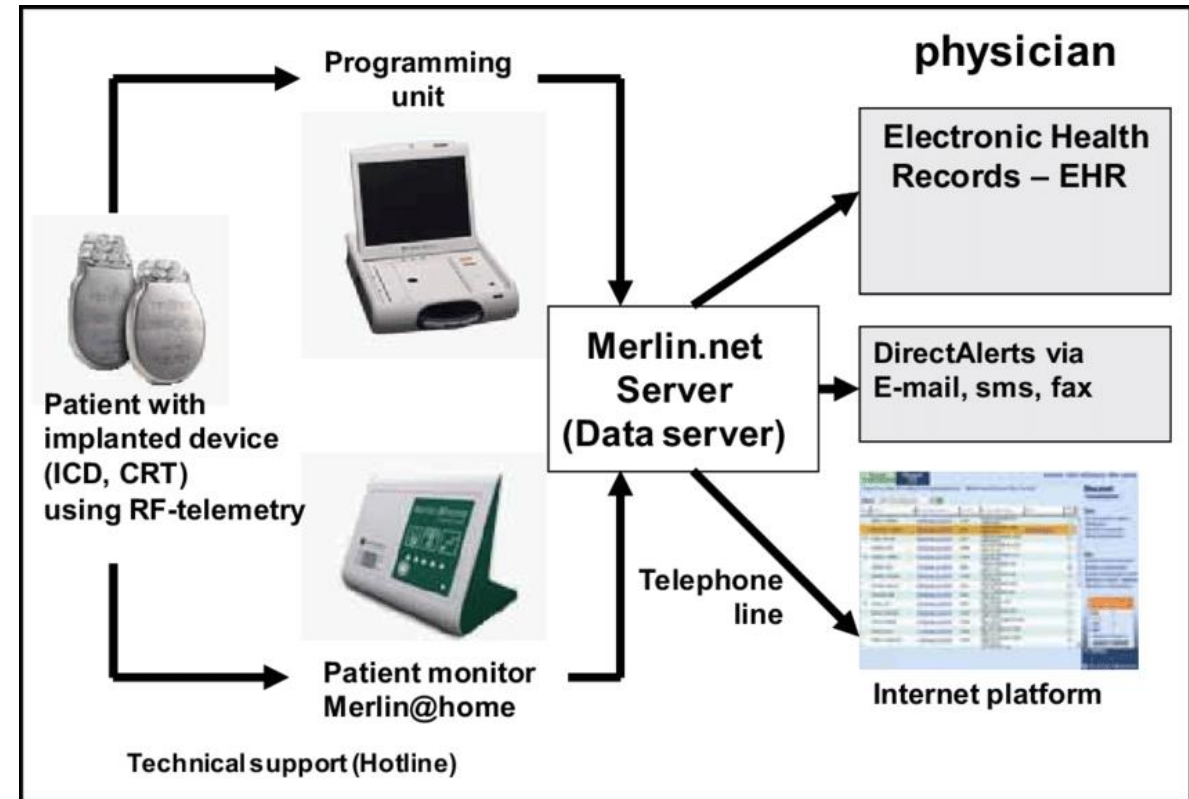 physician
Programming
unit
Electronic Health
Records – EHR
Merlin.net
Server
(Data server)
DirectAlerts via
E-mail, sms, fax
Patient with
implanted device
(ICD, CRT)
using RF-telemetry
Telephone
line
Patient monitor
Merlin@home
Internet platform
Technical support (Hotline)